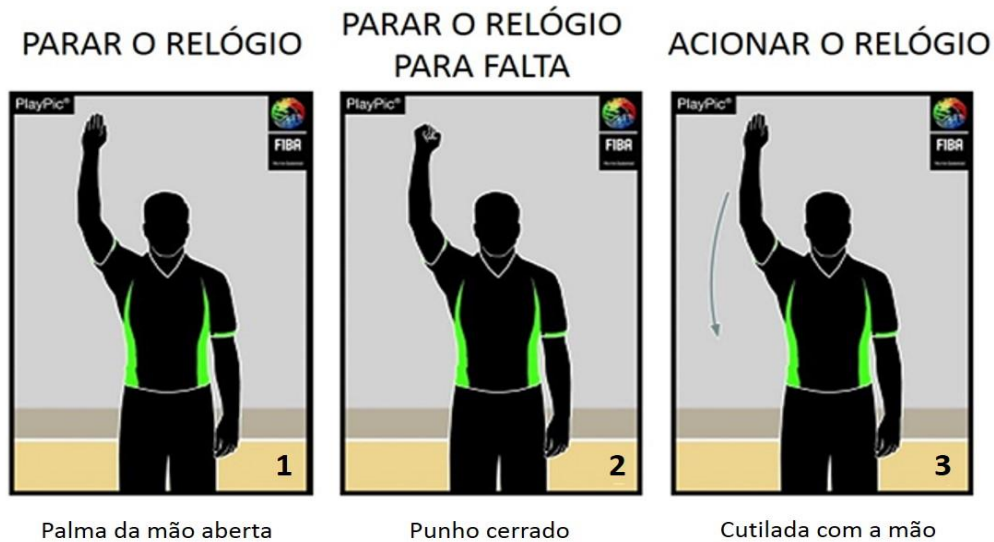 PARAR O RELÓGIO
PARAR O RELÓGIO
PARA FALTA
ACIONAR O RELÓGIO
PlayPic®
FIBA
1
PlayPic®
FIBA
2
PlayPic®
FIBA
3
Palma da mão aberta
Punho cerrado
Cutilada com a mão